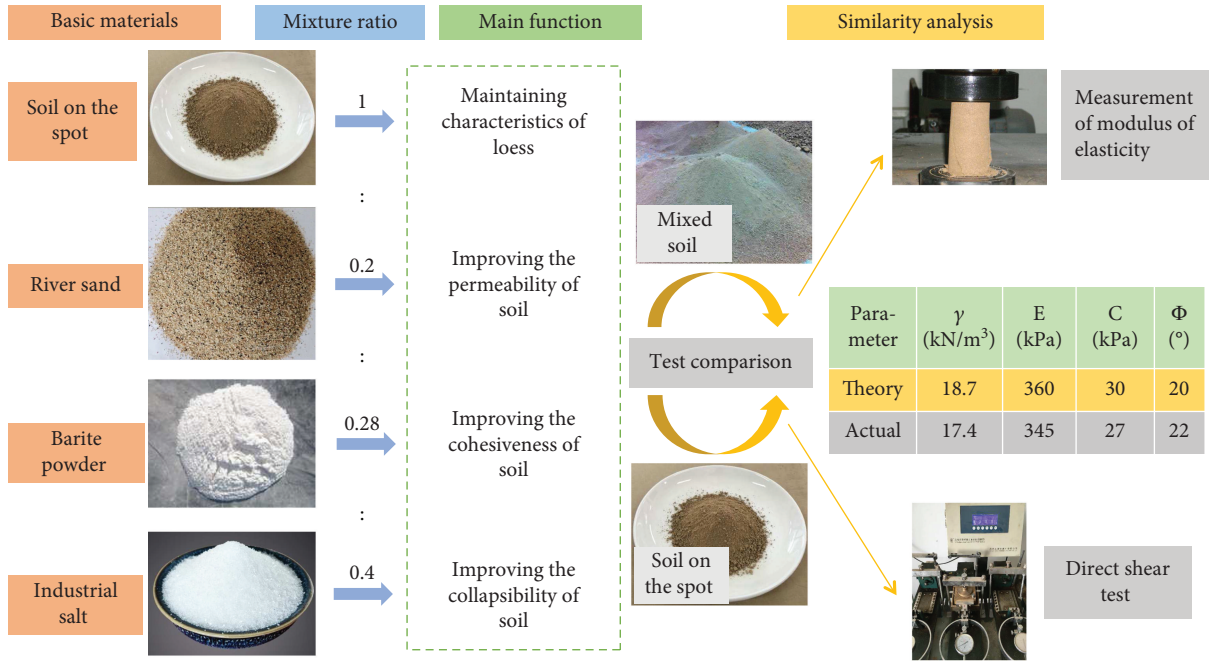 Basic materials
Mixture ratio
Main function
Similarity analysis
Soil on the
spot
1
Maintaining
characteristics of
loess
:
River sand
0.2
Improving the
permeability of
soil
:
Barite
powder
0.28
Improving the
cohesiveness of
soil
:
Industrial
salt
0.4
Improving the
collapsibility of
soil
Mixed
soil
Test comparison
Soil on
the spot
Measurement
of modulus of
elasticity
Para-
meter
γ
(kN/m³)
E
(kPa)
C
(kPa)
Φ
(°)
Theory 18.7 360 30 20
Actual 17.4 345 27 22
Direct shear
test